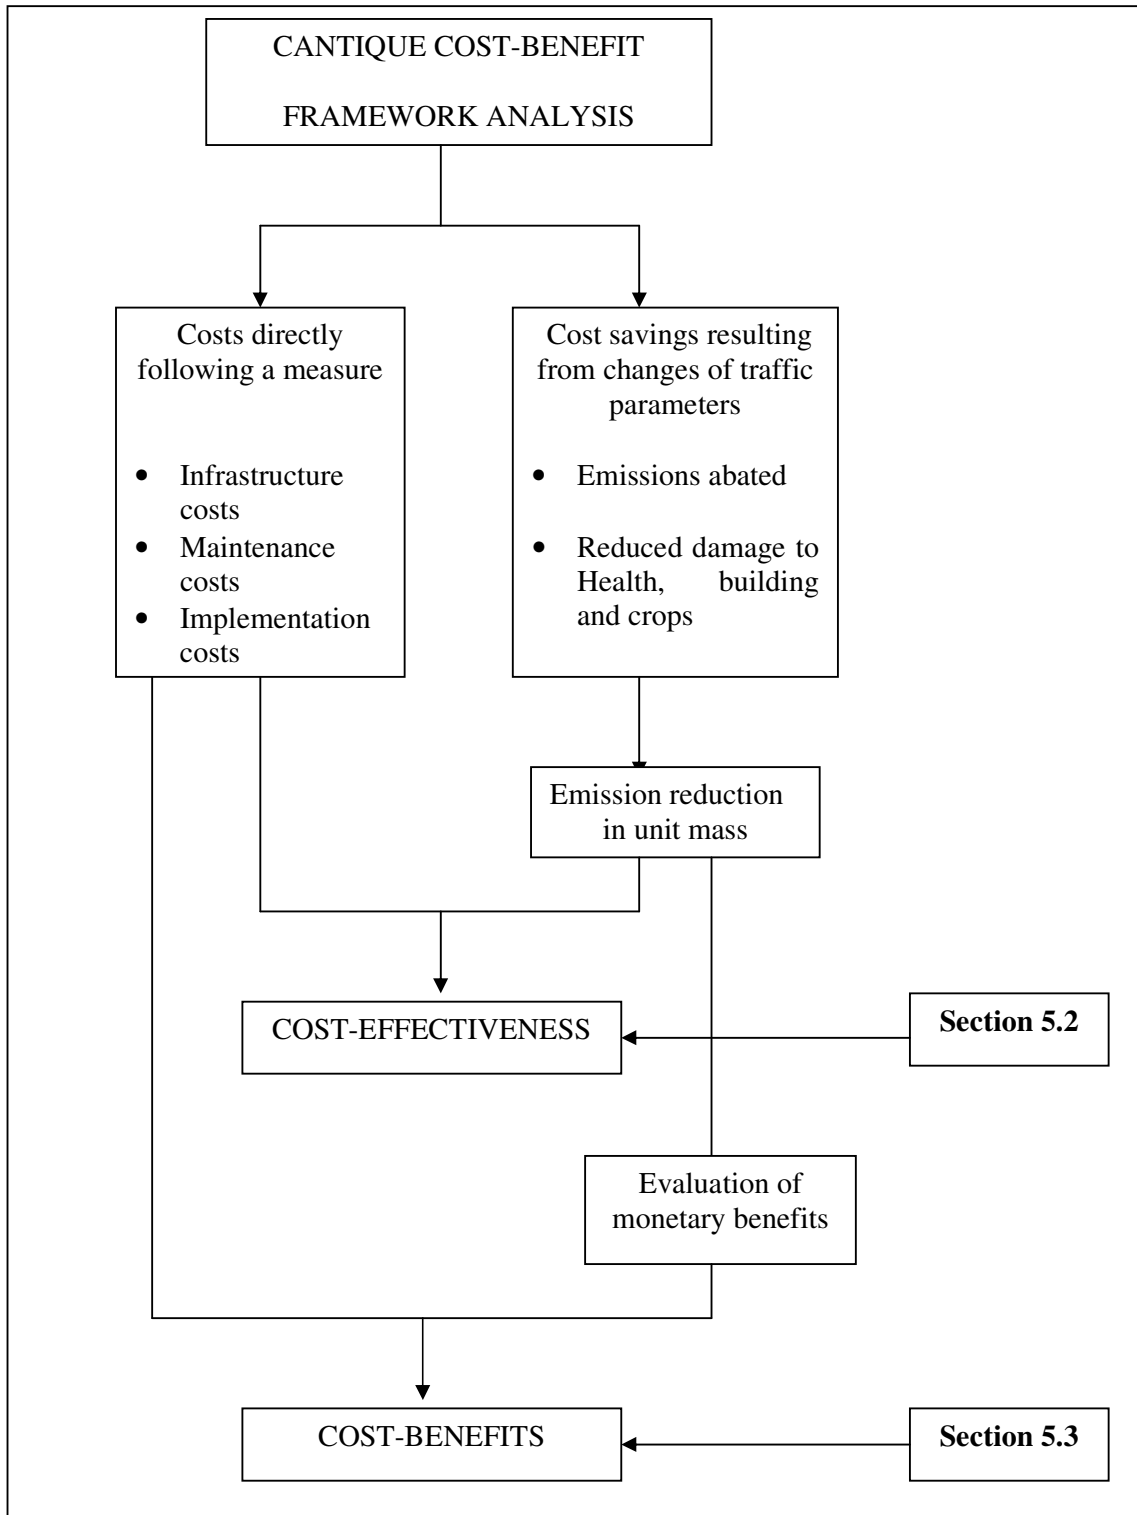 CANTIQUE COST-BENEFIT
FRAMEWORK ANALYSIS
Costs directly
following a measure
• Infrastructure
costs
• Maintenance
costs
• Implementation
costs
Cost savings resulting
from changes of traffic
parameters
• Emissions abated
• Reduced damage to
Health, building
and crops
Emission reduction
in unit mass
COST-EFFECTIVENESS
Section 5.2
Evaluation of
monetary benefits
COST-BENEFITS
Section 5.3